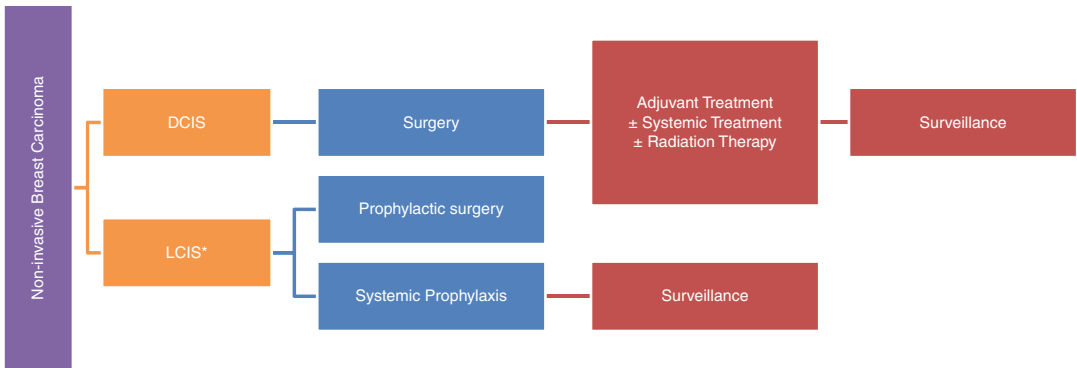 Non-invasive Breast Carcinoma
DCIS
Surgery
Adjuvant Treatment
± Systemic Treatment
± Radiation Therapy
Surveillance
LCIS*
Prophylactic surgery
Systemic Prophylaxis
Surveillance